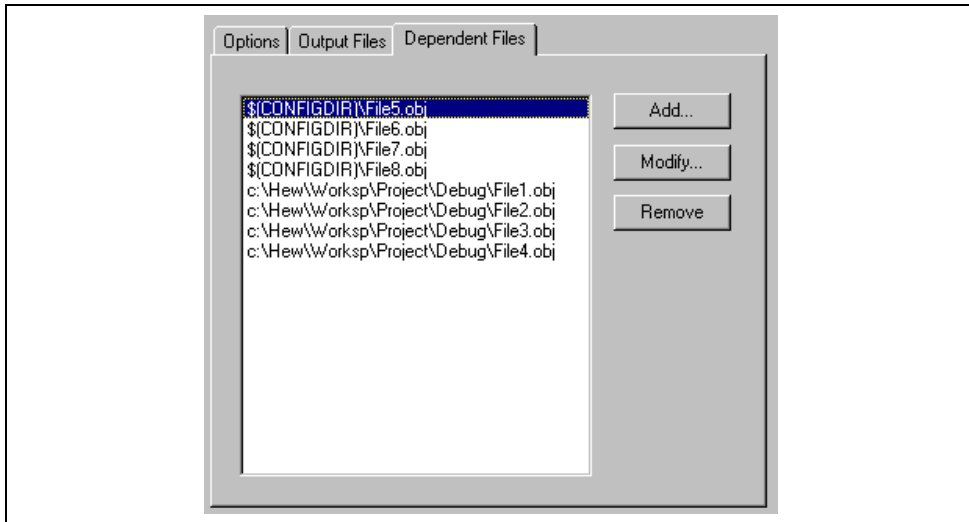 Options Output Files Dependent Files
$(CONFIGDIR)\File5.obj
$(CONFIGDIR)\File6.obj
$(CONFIGDIR)\File7.obj
$(CONFIGDIR)\File8.obj
c:\Hew\Worksp\Project\Debug\File1.obj
c:\Hew\Worksp\Project\Debug\File2.obj
c:\Hew\Worksp\Project\Debug\File3.obj
c:\Hew\Worksp\Project\Debug\File4.obj
Add...
Modify...
Remove